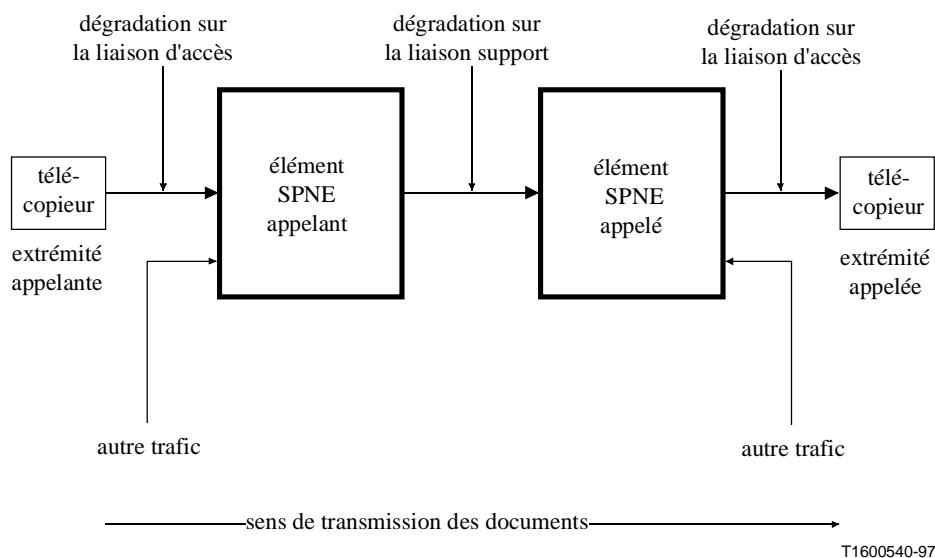 dégradation sur
la liaison d'accès
dégradation sur
la liaison support
dégradation sur
la liaison d'accès
télé-
copieur
extrémité
appelante
élément
SPNE
appelant
élément
SPNE
appelé
télé-
copieur
extrémité
appelée
autre trafic
autre trafic
sens de transmission des documents
T1600540-97